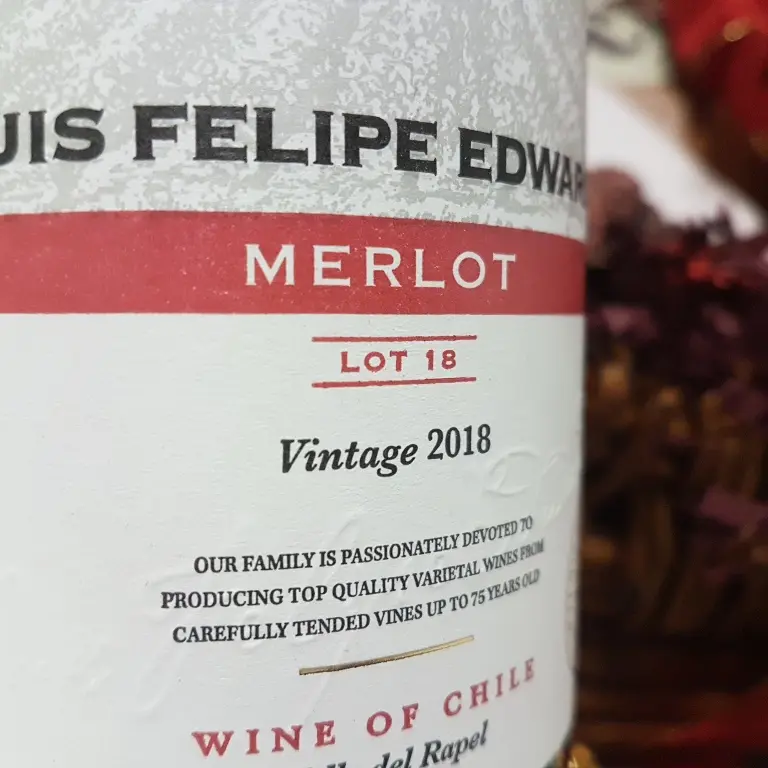 UIS FELIPE EDWAR
MERLOT
LOT 18
Vintage 2018
OUR FAMILY IS PASSIONATELY DEVOTED TO
PRODUCING TOP QUALITY VARIETAL WINES FROM
CAREFULLY TENDED VINES UP TO 75 YEARS OLD
WINE OF CHILE
del Rapel